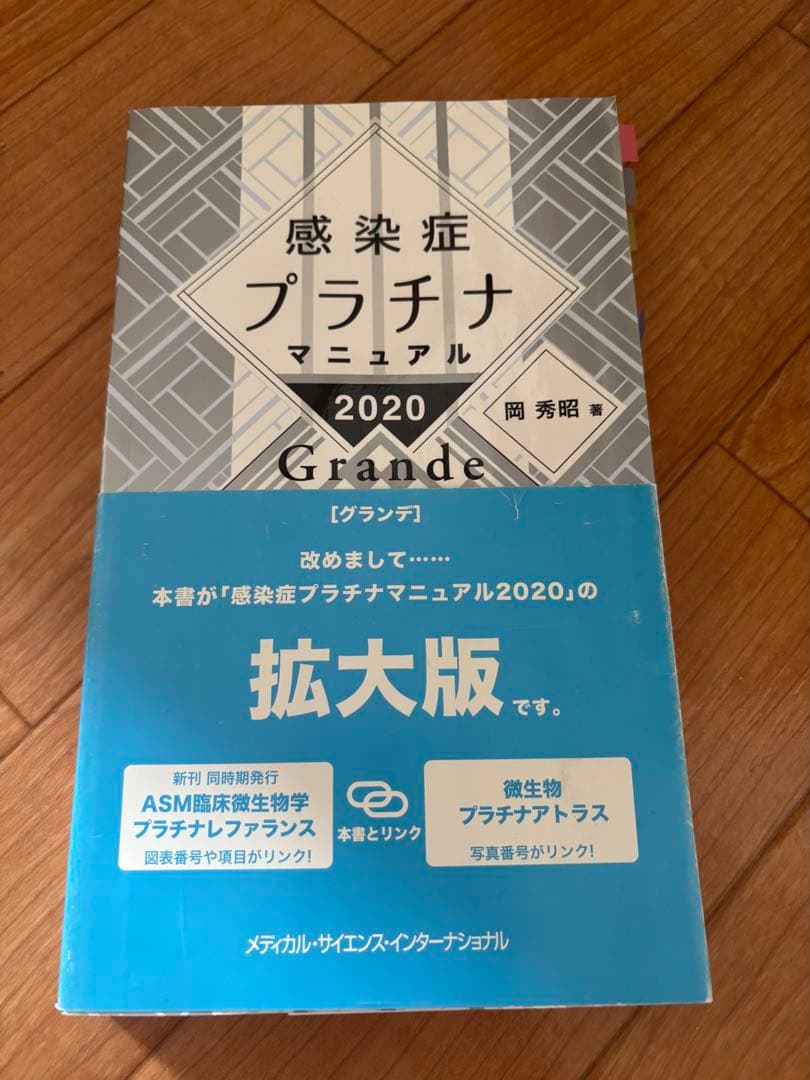 感染症
プラチナ
マニュアル
2020
岡 秀昭 著
Grande
[グランデ]
改めまして……
本書が「感染症プラチナマニュアル2020」の
拡大版です。
新刊 同時期発行
ASM臨床微生物学
プラチナレファランス
図表番号や項目がリンク!
本書とリンク
微生物
プラチナアトラス
写真番号がリンク!
メディカル・サイエンス・インターナショナル